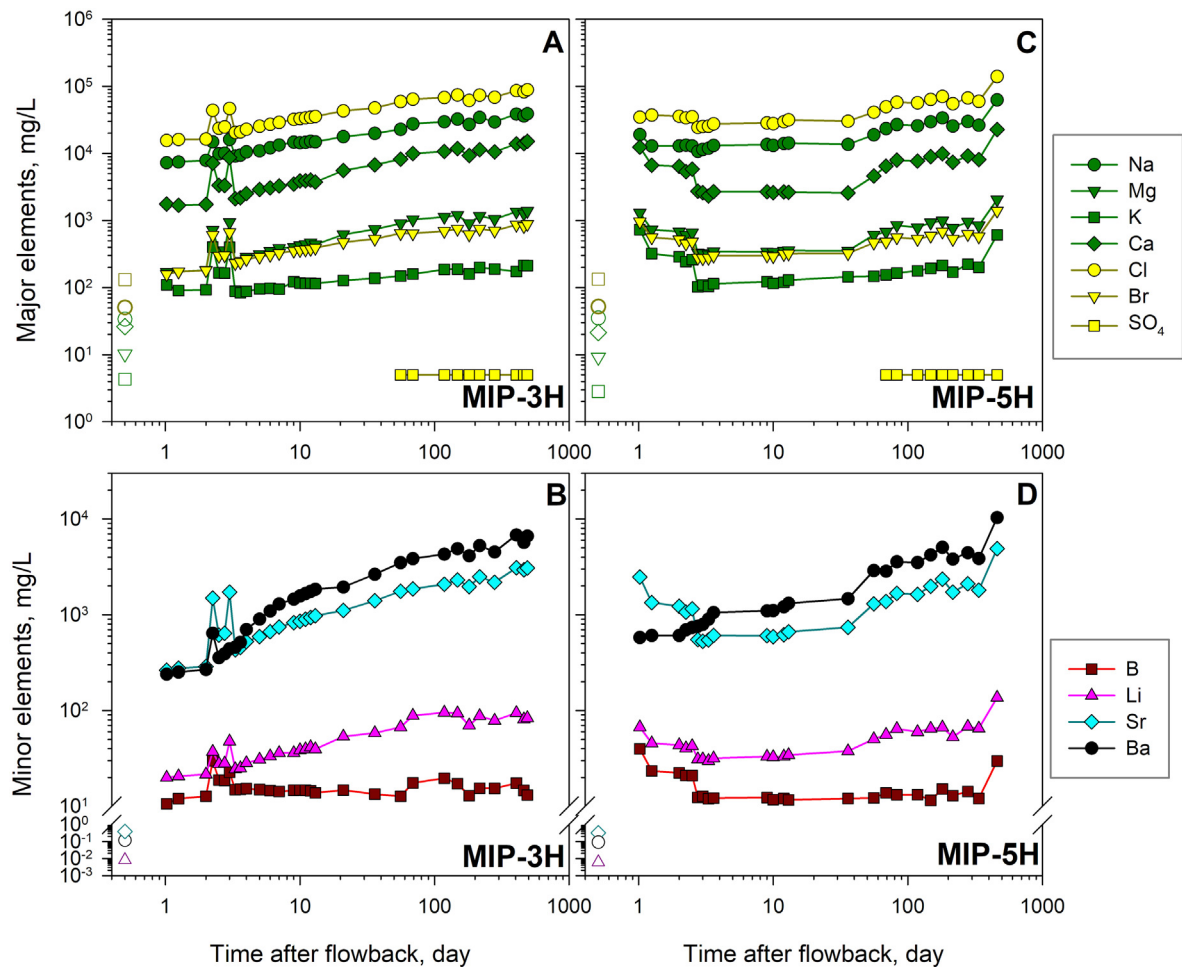 10⁶
10⁵
10⁴
10³
10²
10¹
10⁰
Major elements, mg/L
A
MIP-3H
1
10
100
1000
C
MIP-5H
1
10
100
1000
Na
Mg
K
Ca
Cl
Br
SO₄
10⁴
10³
10²
10¹
10⁰
10⁻¹
10⁻²
10⁻³
Minor elements, mg/L
B
MIP-3H
1
10
100
1000
Time after flowback, day
D
MIP-5H
1
10
100
1000
Time after flowback, day
B
Li
Sr
Ba